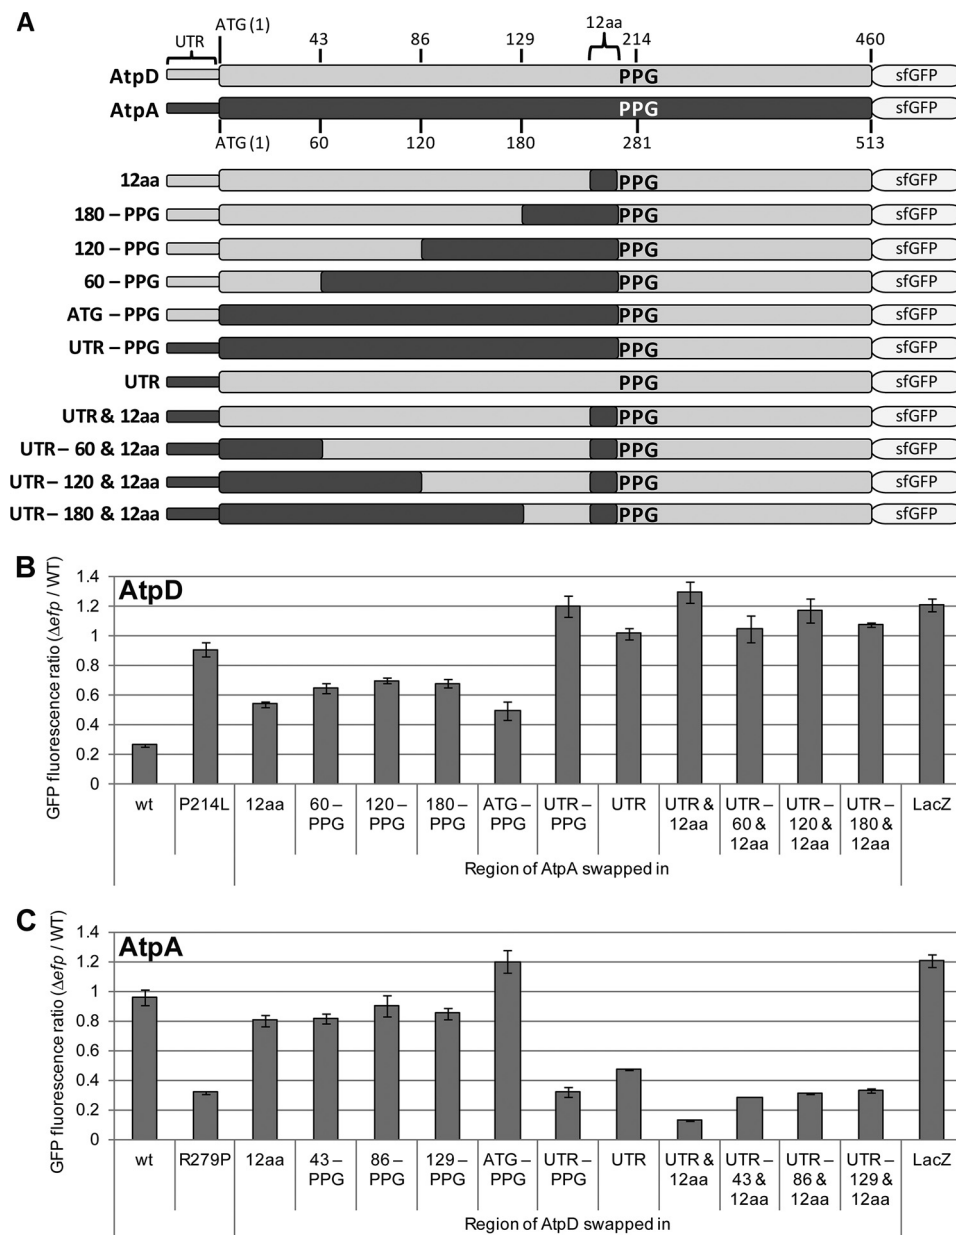 A
UTR
ATG (1)
43
86
129
12aa
214
460
AtpD
PPG
sfGFP
AtpA
PPG
sfGFP
ATG (1)
60
120
180
281
513
12aa
PPG
sfGFP
180 – PPG
PPG
sfGFP
120 – PPG
PPG
sfGFP
60 – PPG
PPG
sfGFP
ATG – PPG
PPG
sfGFP
UTR – PPG
PPG
sfGFP
UTR
PPG
sfGFP
UTR & 12aa
PPG
sfGFP
UTR – 60 & 12aa
PPG
sfGFP
UTR – 120 & 12aa
PPG
sfGFP
UTR – 180 & 12aa
PPG
sfGFP
B
AtpD
GFP fluorescence ratio (Δefp / WT)
1.4
1.2
1
0.8
0.6
0.4
0.2
0
wt
P214L
12aa
60 –
PPG
120 –
PPG
180 –
PPG
ATG –
PPG
UTR –
PPG
UTR
UTR &
12aa
UTR –
60 &
12aa
UTR –
120 &
12aa
UTR –
180 &
12aa
LacZ
Region of AtpA swapped in
C
AtpA
GFP fluorescence ratio (Δefp / WT)
1.4
1.2
1
0.8
0.6
0.4
0.2
0
wt
R279P
12aa
43 –
PPG
86 –
PPG
129 –
PPG
ATG –
PPG
UTR –
PPG
UTR
UTR &
12aa
UTR –
43 &
12aa
UTR –
86 &
12aa
UTR –
129 &
12aa
LacZ
Region of AtpD swapped in